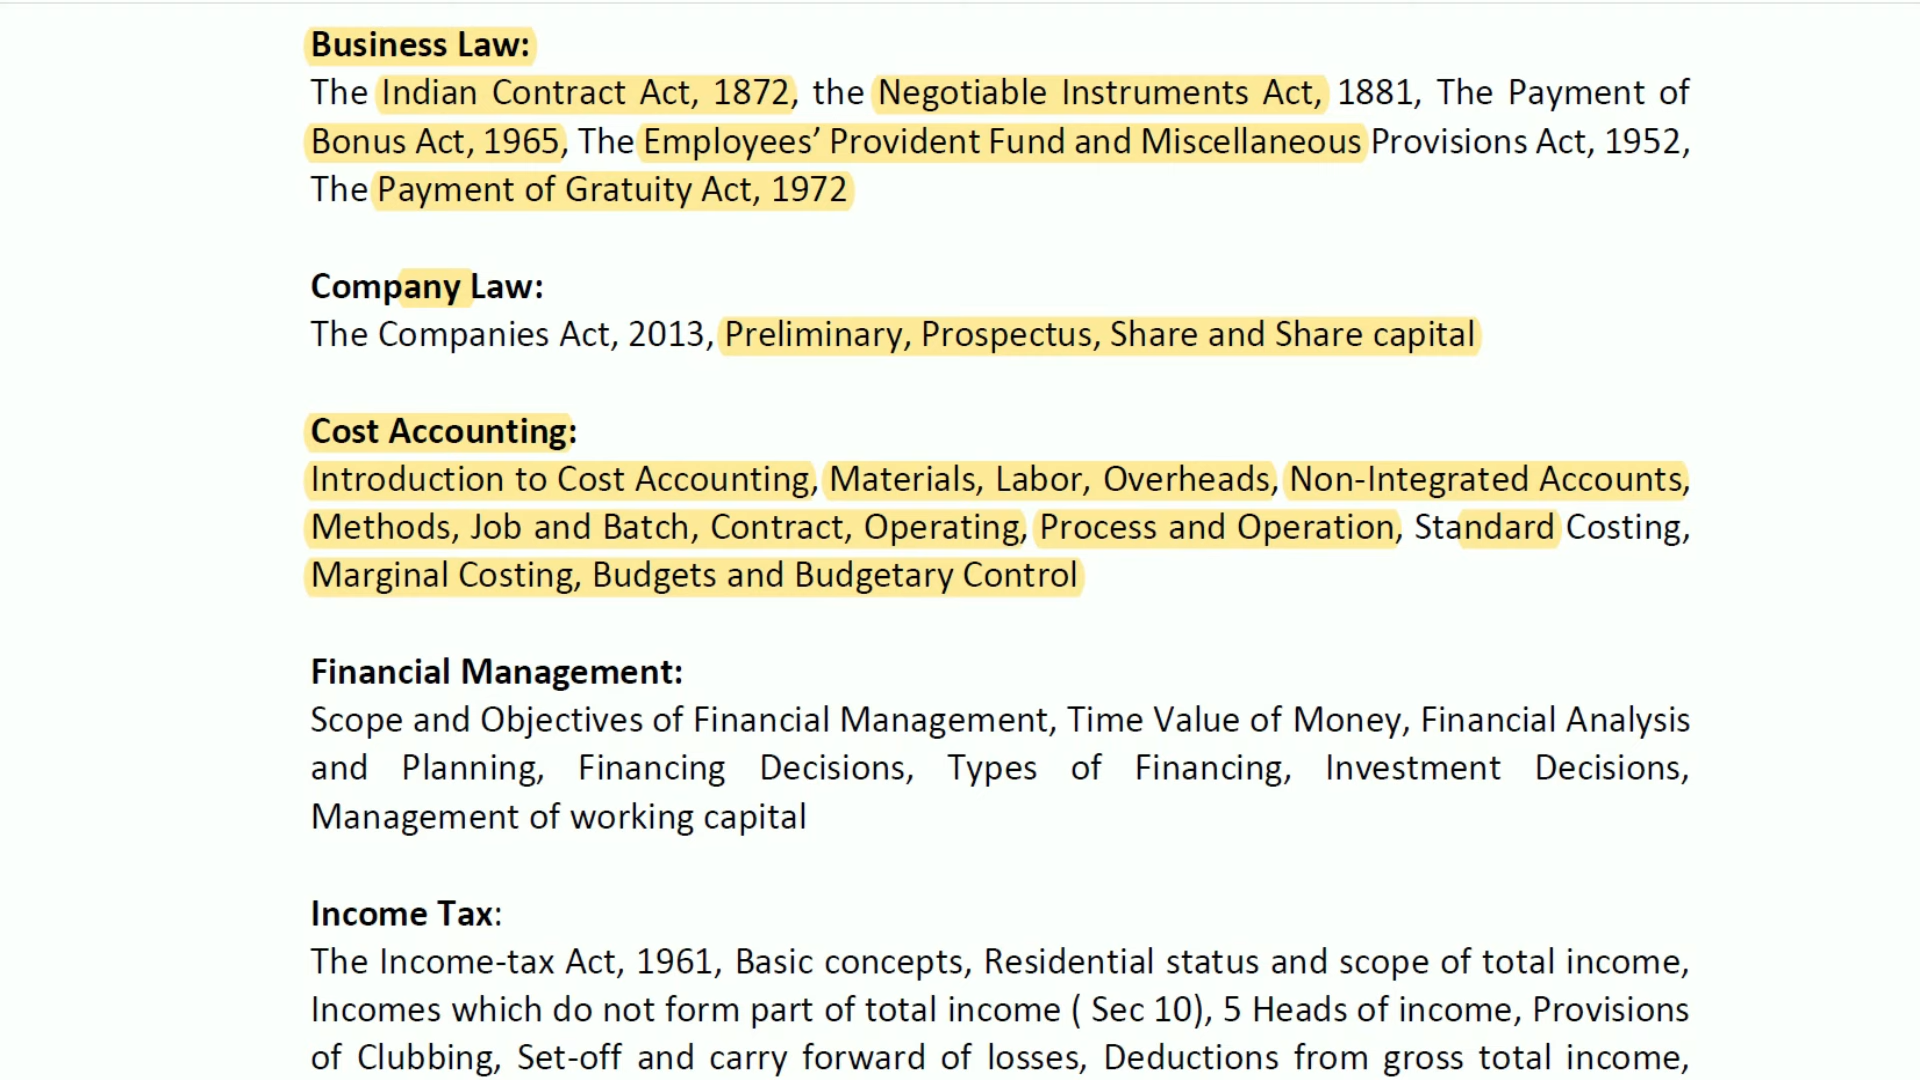 Business Law:
The Indian Contract Act, 1872, the Negotiable Instruments Act, 1881, The Payment of
Bonus Act, 1965, The Employees’ Provident Fund and Miscellaneous Provisions Act, 1952,
The Payment of Gratuity Act, 1972
Company Law:
The Companies Act, 2013, Preliminary, Prospectus, Share and Share capital
Cost Accounting:
Introduction to Cost Accounting, Materials, Labor, Overheads, Non-Integrated Accounts,
Methods, Job and Batch, Contract, Operating, Process and Operation, Standard Costing,
Marginal Costing, Budgets and Budgetary Control
Financial Management:
Scope and Objectives of Financial Management, Time Value of Money, Financial Analysis
and Planning, Financing Decisions, Types of Financing, Investment Decisions,
Management of working capital
Income Tax:
The Income-tax Act, 1961, Basic concepts, Residential status and scope of total income,
Incomes which do not form part of total income ( Sec 10), 5 Heads of income, Provisions
of Clubbing, Set-off and carry forward of losses, Deductions from gross total income,